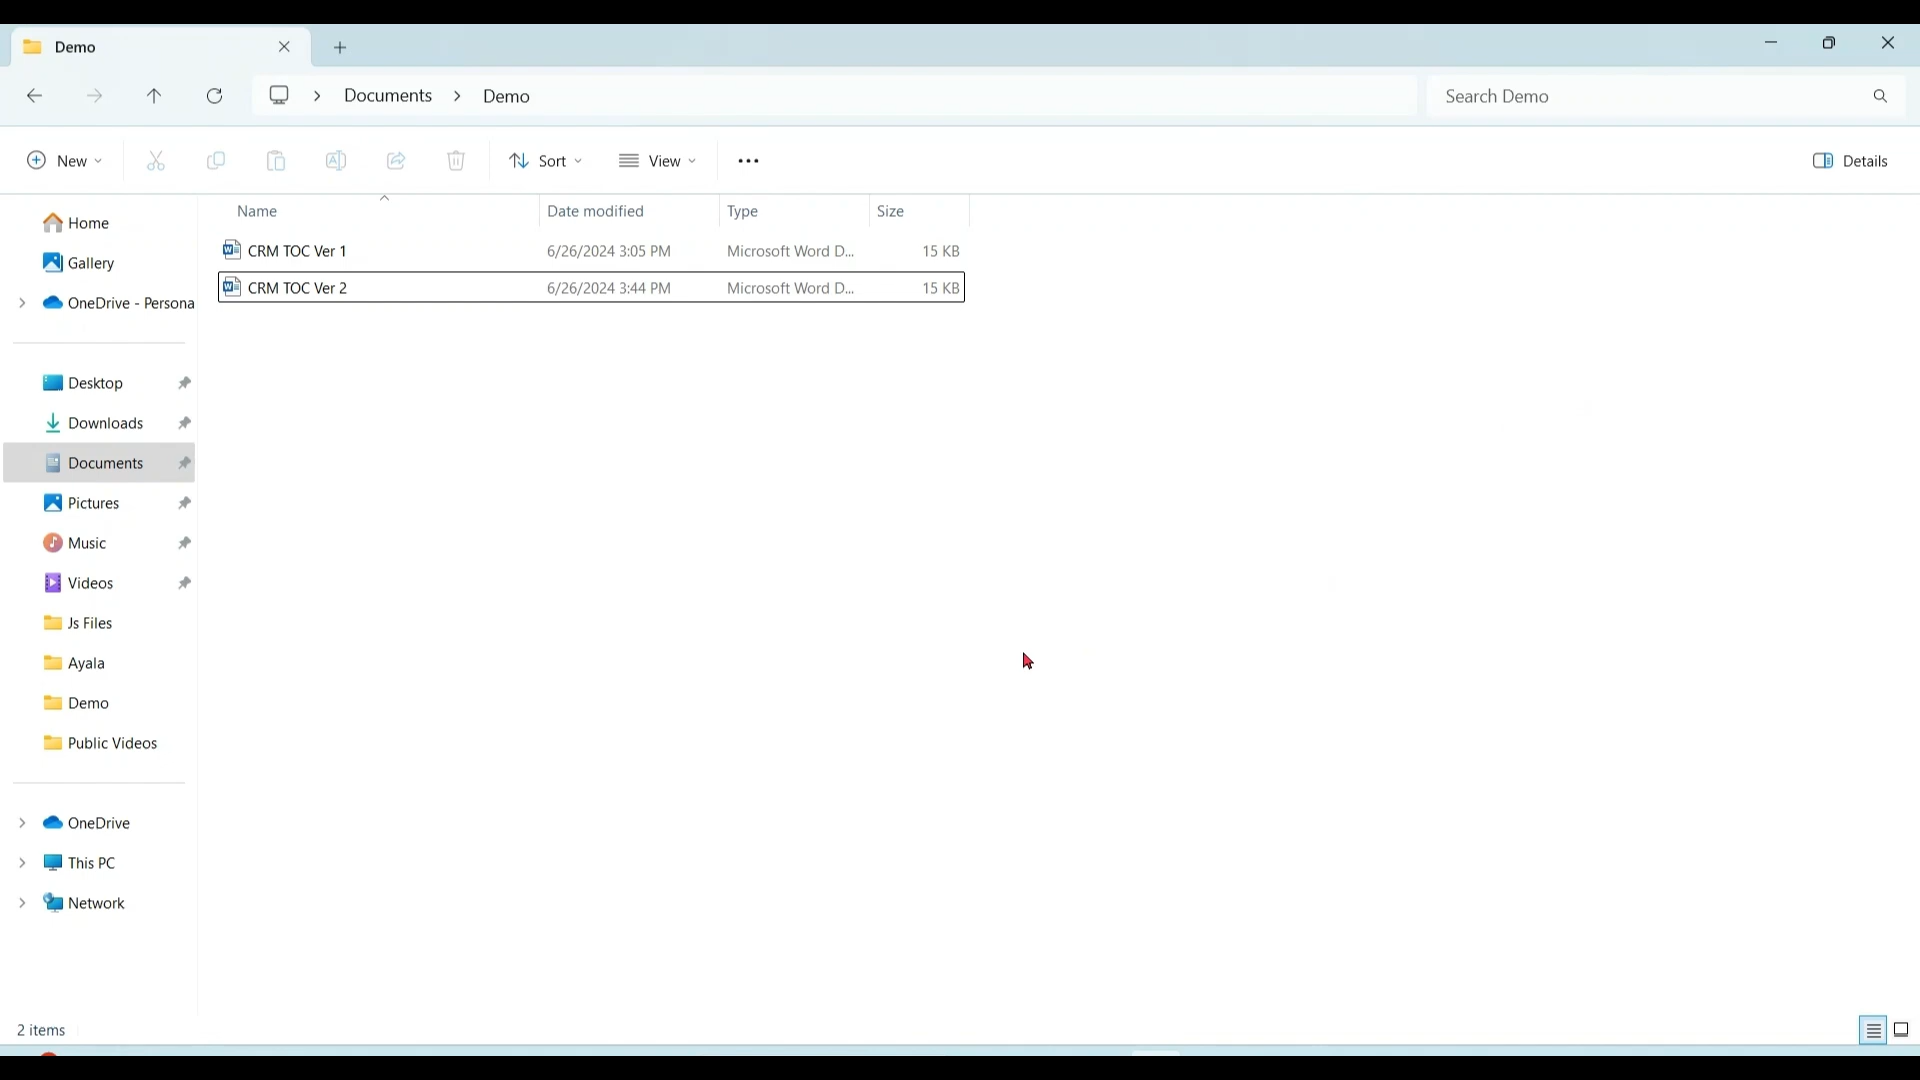 Demo
Documents > Demo
Search Demo
New
Sort
View
Details
Name Date modified Type Size
CRM TOC Ver 1 6/26/2024 3:05 PM Microsoft Word D... 15 KB
CRM TOC Ver 2 6/26/2024 3:44 PM Microsoft Word D... 15 KB
Home
Gallery
OneDrive - Persona
Desktop
Downloads
Documents
Pictures
Music
Videos
Js Files
Ayala
Demo
Public Videos
OneDrive
This PC
Network
2 items